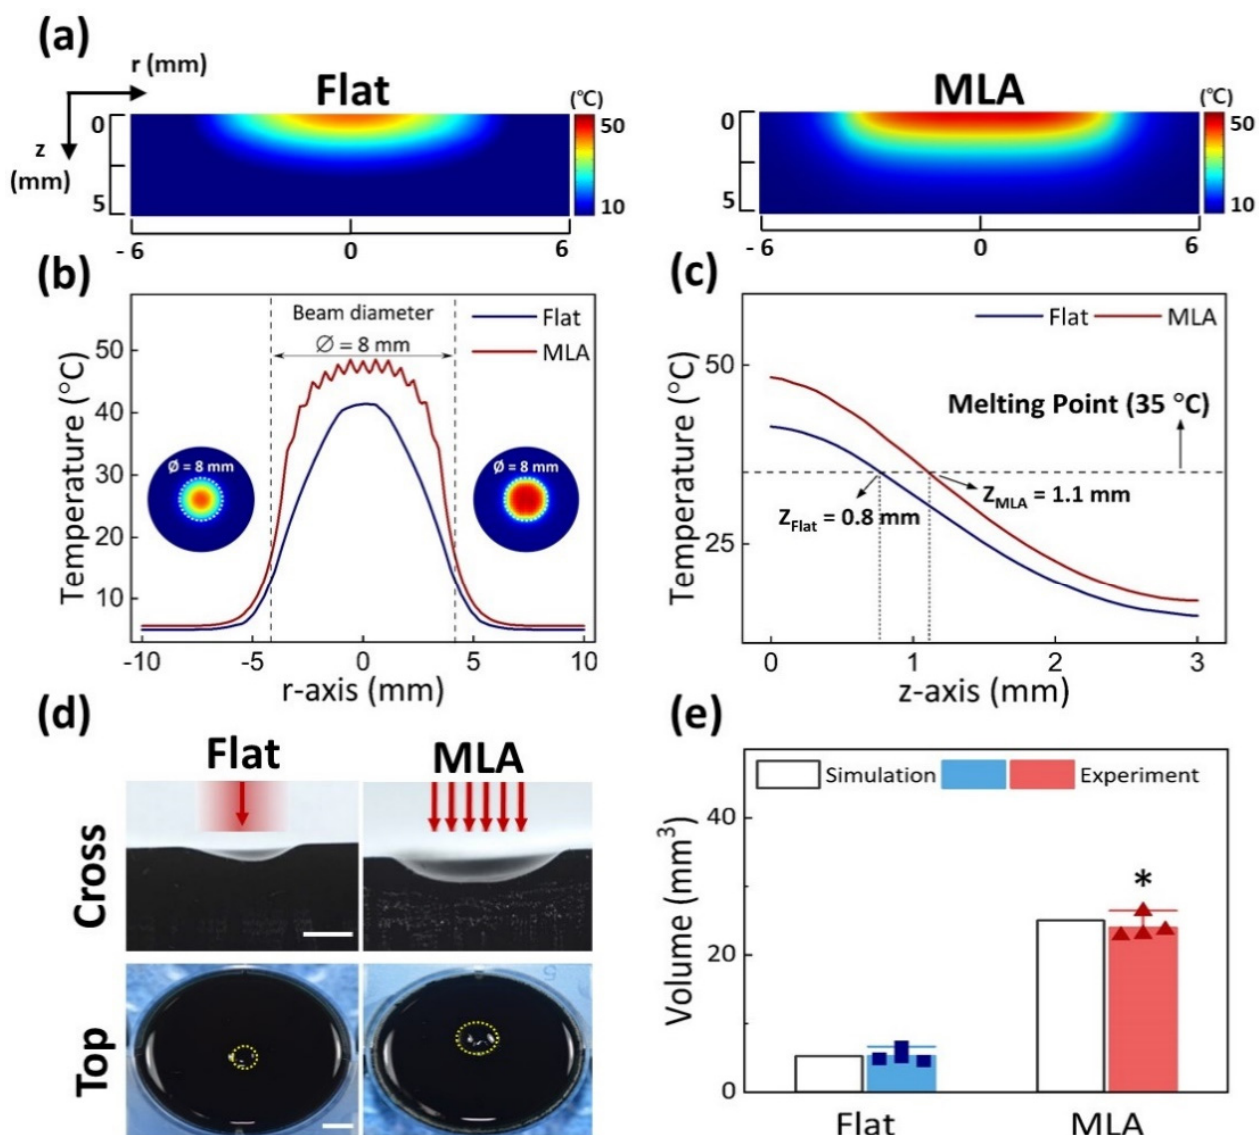 (a)
r (mm)
z
(mm)
0
5
Flat
(°C)
50
10
- 6
0
6
MLA
0
5
(°C)
50
10
- 6
0
6
(b)
Temperature (°C)
50
40
30
20
10
Beam diameter
∅ = 8 mm
Flat
MLA
Ø = 8 mm
Ø = 8 mm
-10
-5
0
5
10
r-axis (mm)
(c)
Temperature (°C)
50
25
Flat
MLA
Melting Point (35 °C)
Z_Flat = 0.8 mm
Z_MLA = 1.1 mm
0
1
2
3
z-axis (mm)
(d)
Flat
MLA
Cross
Top
(e)
Volume (mm³)
40
20
0
Simulation
Experiment
*
Flat
MLA